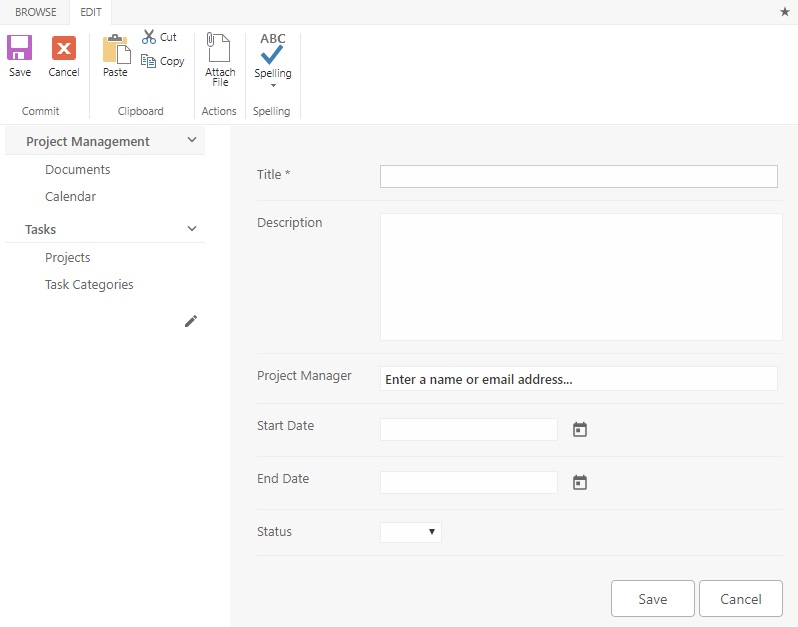 BROWSE EDIT
Save
Cancel
Paste
Cut
Copy
Attach
File
ABC
Spelling
Commit
Clipboard
Actions
Spelling
Project Management
Documents
Calendar
Tasks
Projects
Task Categories
Title *
Description
Project Manager
Enter a name or email address...
Start Date
End Date
Status
Save
Cancel